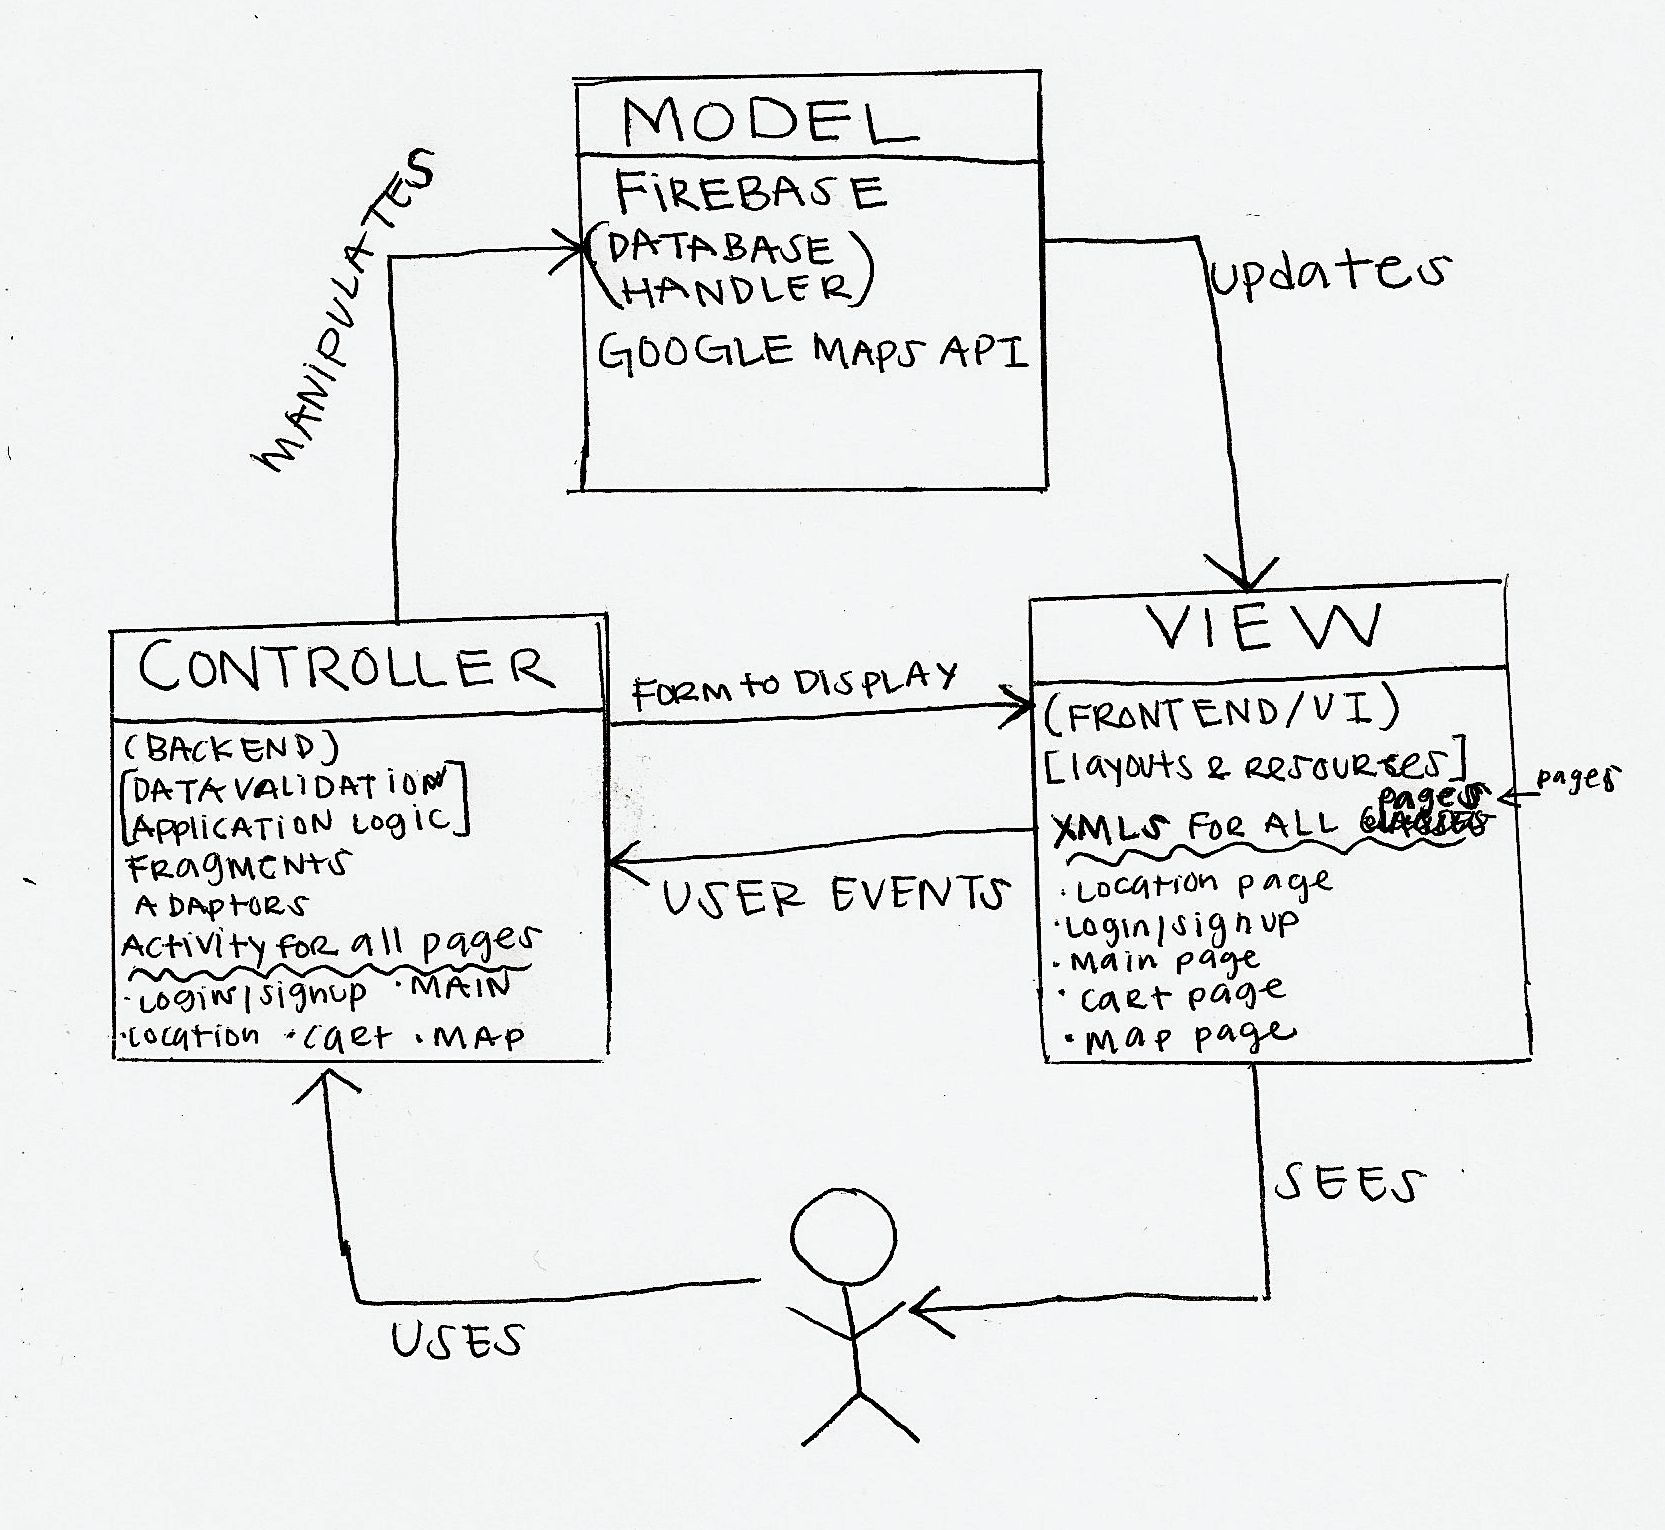 MODEL
FIREBASE
(DATABASE
HANDLER)
GOOGLE MAPS API
MANIPULATES
updates
CONTROLLER
(BACKEND)
[DATA VALIDATION
APPLICATION LOGIC]
FRAGMENTS
ADAPTORS
ACTIVITY FOR all pages
·LOGIN/signup ·MAIN
·LOCATION ·CART ·MAP
FORM TO DISPLAY
USER EVENTS
VIEW
(FRONTEND/UI)
[layouts & RESOURCES]
pages
pages
XMLS FOR ALL
·LOCATION page
·LOGIN/signup
·Main page
·CART page
·Map page
SEES
USES